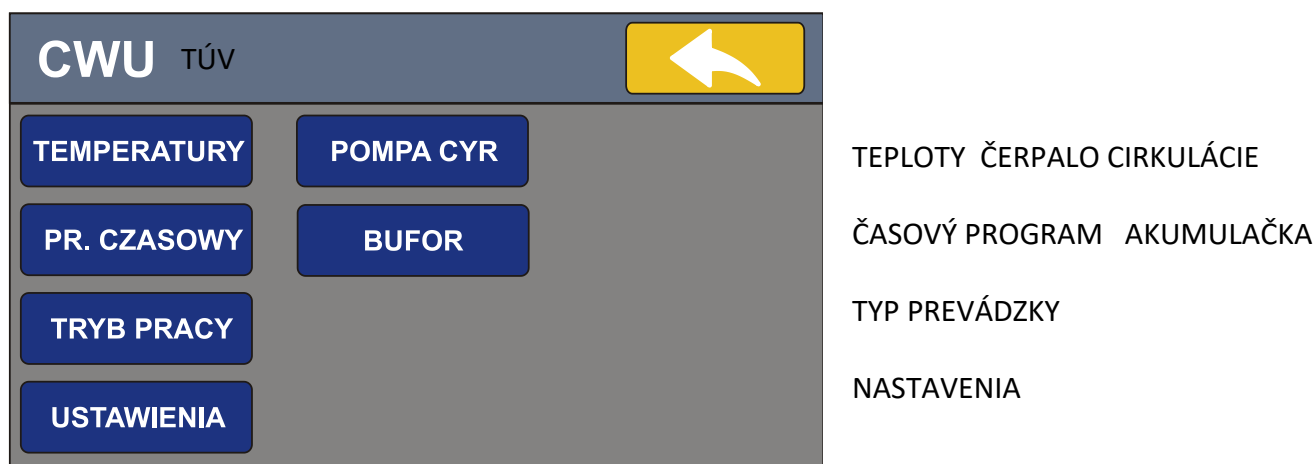 CWU TÚV
TEMPERATURY POMPA CYR TEPLOTY ČERPALO CIRKULÁCIE
PR. CZASOWY BUFOR ČASOVÝ PROGRAM AKUMULAČKA
TRYB PRACY TYP PREVÁDZKY
USTAWIENIA NASTAVENIA